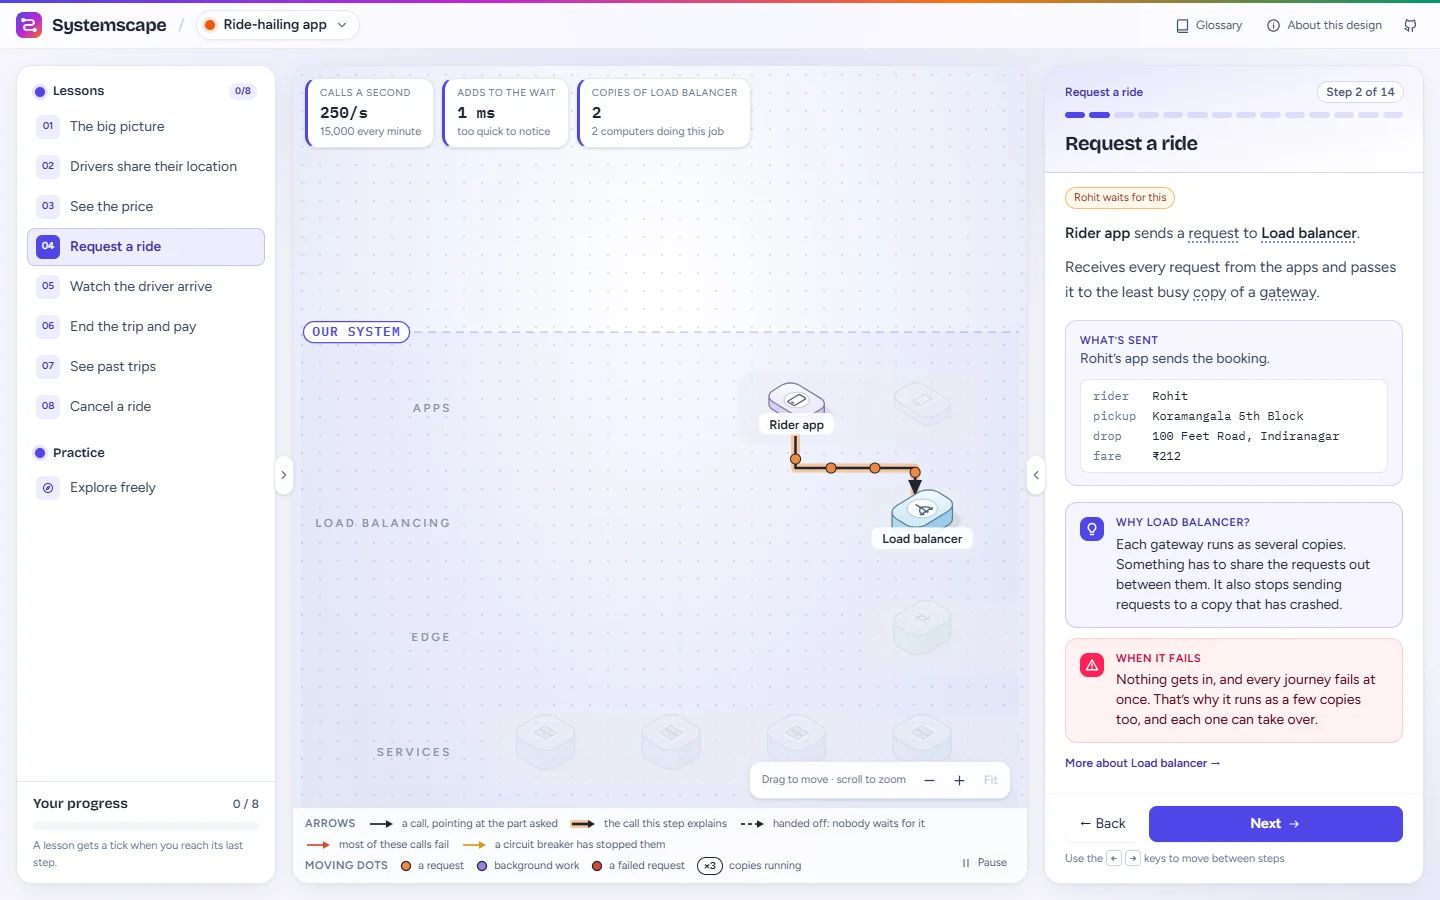 Systemscape / Ride-hailing app
Glossary
About this design
Lessons
0/8
01 The big picture
02 Drivers share their location
03 See the price
04 Request a ride
05 Watch the driver arrive
06 End the trip and pay
07 See past trips
08 Cancel a ride
Practice
Explore freely
Your progress
0 / 8
A lesson gets a tick when you reach its last
step.
CALLS A SECOND
250/s
15,000 every minute
ADDS TO THE WAIT
1 ms
too quick to notice
COPIES OF LOAD BALANCER
2
2 computers doing this job
OUR SYSTEM
APPS
Rider app
LOAD BALANCING
Load balancer
EDGE
SERVICES
Drag to move · scroll to zoom
− + Fit
ARROWS
a call, pointing at the part asked
the call this step explains
handed off: nobody waits for it
most of these calls fail
a circuit breaker has stopped them
MOVING DOTS
a request
background work
a failed request
×3 copies running
Pause
Request a ride
Step 2 of 14
Request a ride
Rohit waits for this
Rider app sends a request to Load balancer.
Receives every request from the apps and passes
it to the least busy copy of a gateway.
WHAT'S SENT
Rohit's app sends the booking.
rider Rohit
pickup Koramangala 5th Block
drop 100 Feet Road, Indiranagar
fare ₹212
WHY LOAD BALANCER?
Each gateway runs as several copies.
Something has to share the requests out
between them. It also stops sending
requests to a copy that has crashed.
WHEN IT FAILS
Nothing gets in, and every journey fails at
once. That's why it runs as a few copies
too, and each one can take over.
More about Load balancer →
← Back
Next →
Use the ← → keys to move between steps